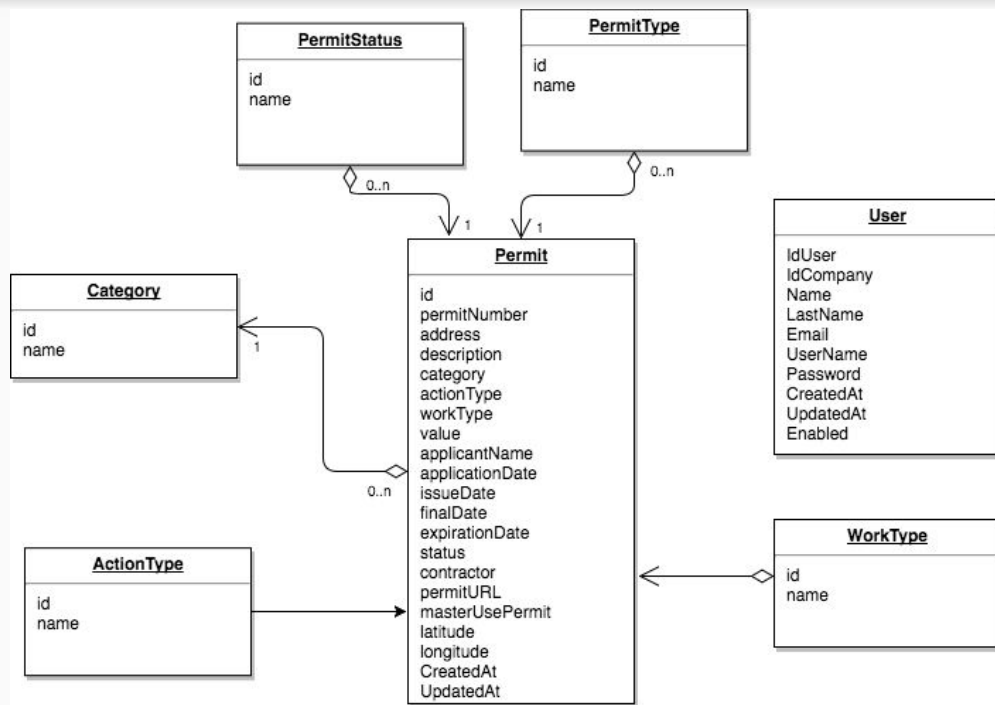 PermitStatus
id
name
0..n
1
PermitType
id
name
0..n
1
User
IdUser
IdCompany
Name
LastName
Email
UserName
Password
CreatedAt
UpdatedAt
Enabled
Category
id
name
1
0..n
Permit
id
permitNumber
address
description
category
actionType
workType
value
applicantName
applicationDate
issueDate
finalDate
expirationDate
status
contractor
permitURL
masterUsePermit
latitude
longitude
CreatedAt
UpdatedAt
ActionType
id
name
WorkType
id
name